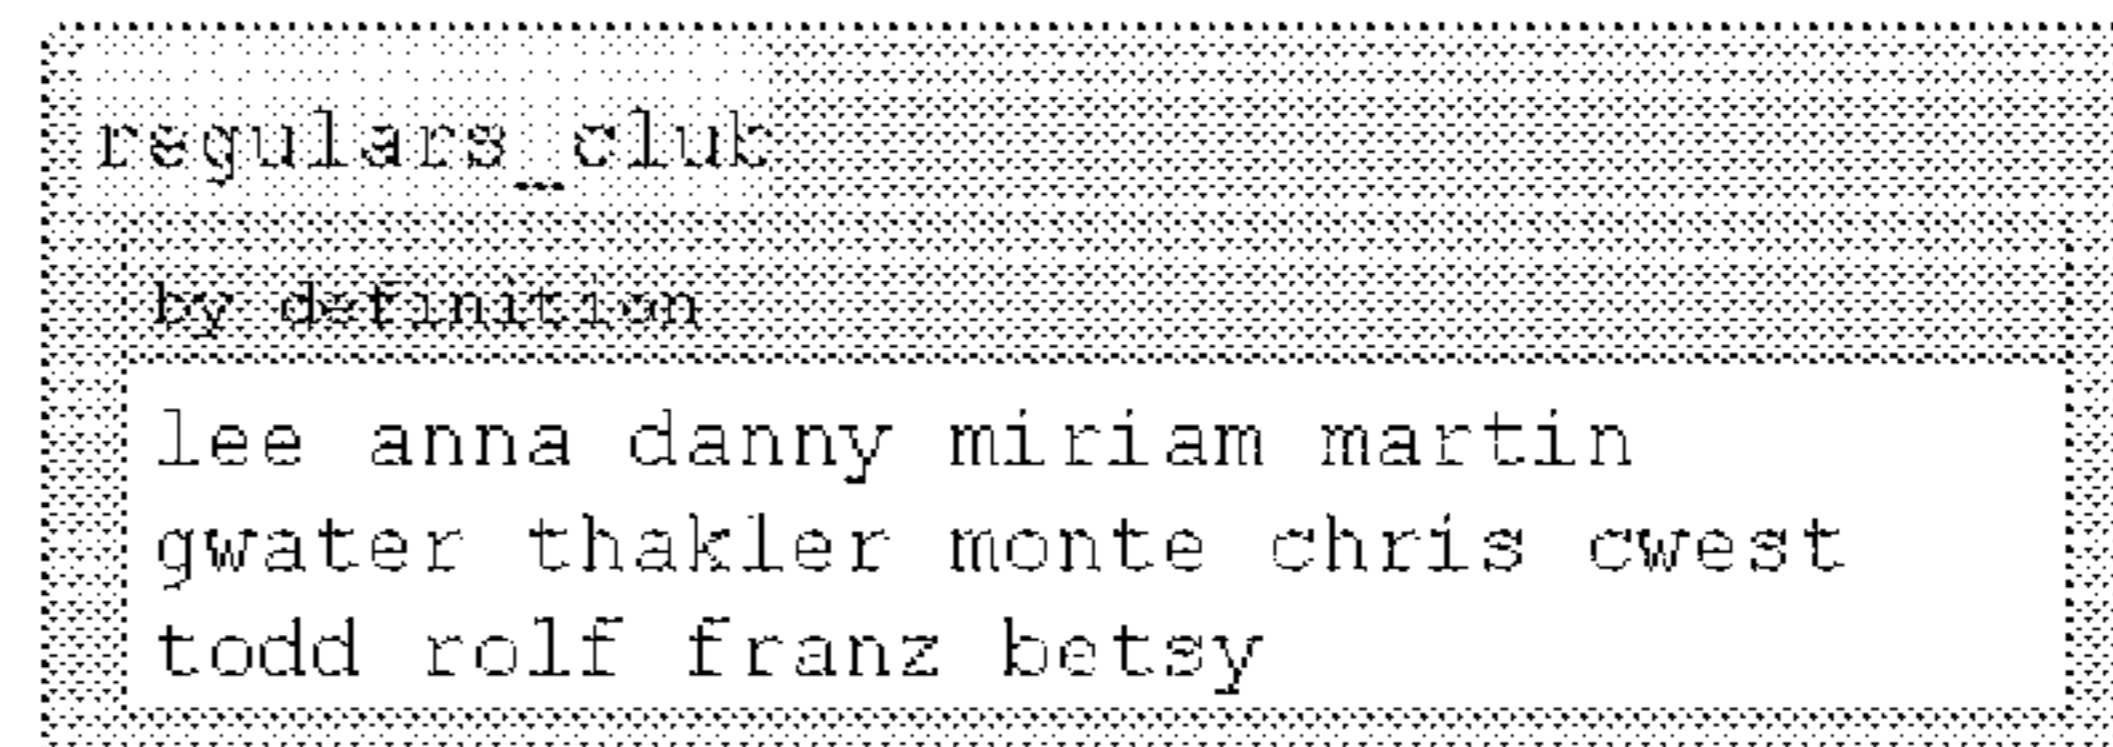 regulars_club
by definition
lee anna danny miriam martin
gwater thakler monte chris cwest
todd rolf franz betsy